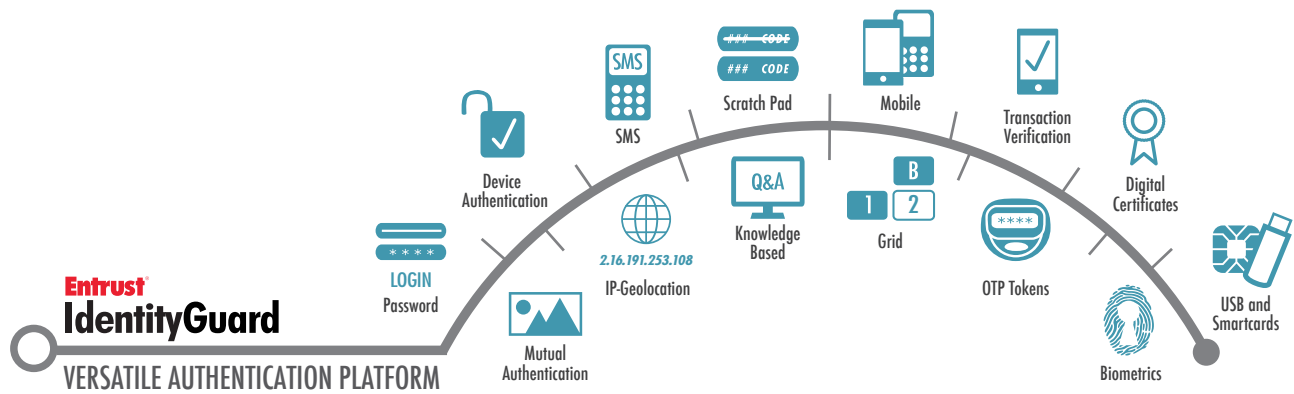 Entrust®
IdentityGuard
VERSATILE AUTHENTICATION PLATFORM
****
LOGIN
Password
Device
Authentication
SMS
SMS
### CODE
### CODE
Scratch Pad
Mobile
Transaction
Verification
Digital
Certificates
USB and
Smartcards
Mutual
Authentication
2.16.191.253.108
IP-Geolocation
Q&A
Knowledge
Based
B
1 2
Grid
****
OTP Tokens
Biometrics